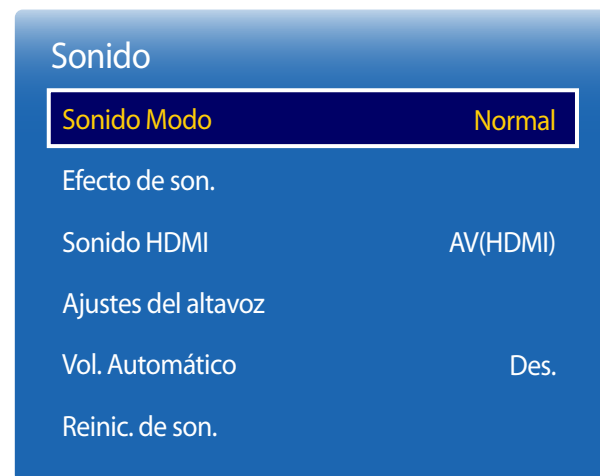 Sonido
Sonido Modo Normal
Efecto de son.
Sonido HDMI AV(HDMI)
Ajustes del altavoz
Vol. Automático Des.
Reinic. de son.